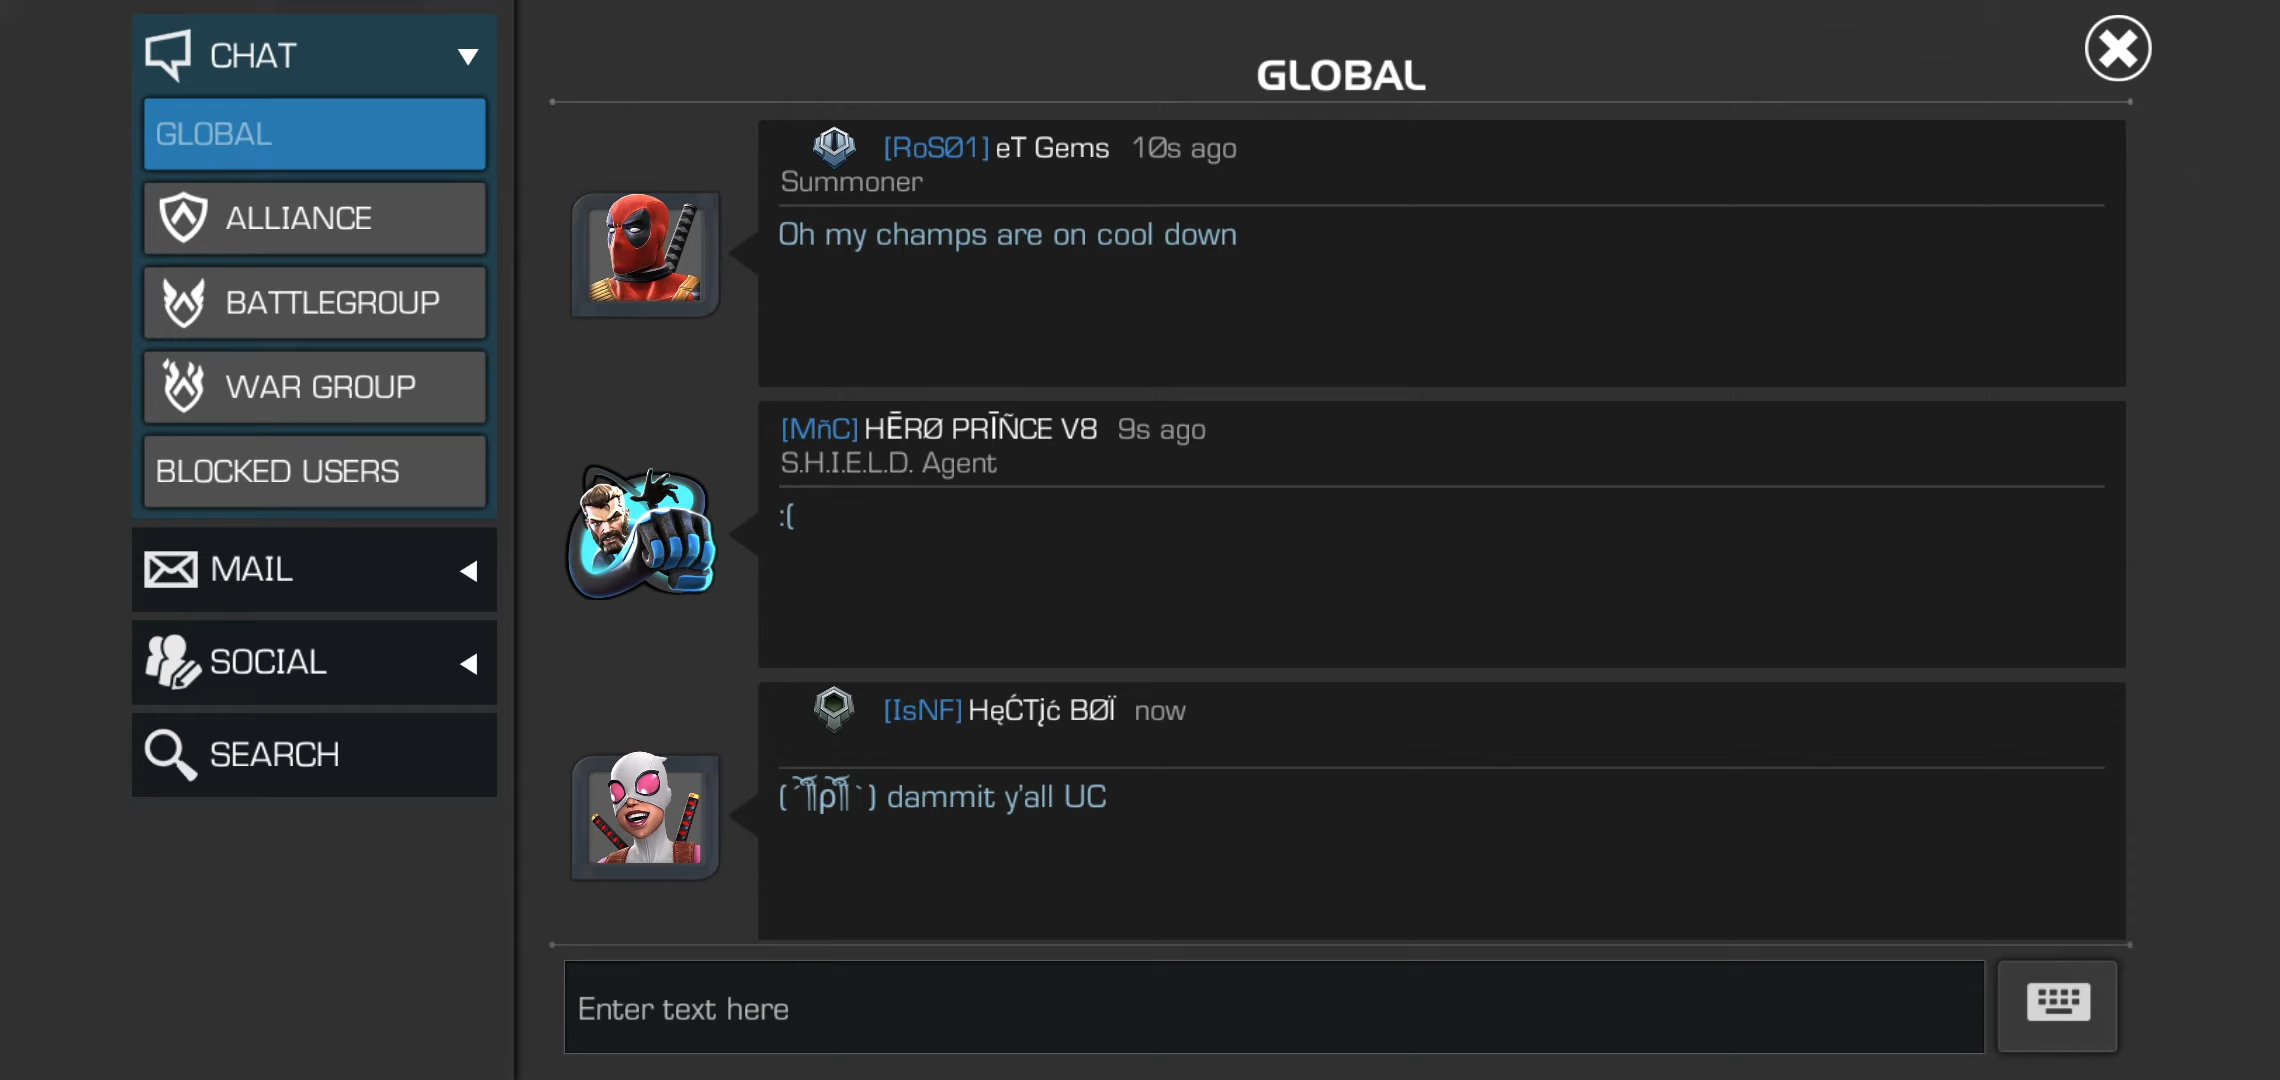 CHAT
GLOBAL
ALLIANCE
BATTLEGROUP
WAR GROUP
BLOCKED USERS
MAIL
SOCIAL
SEARCH
GLOBAL
[RoSØ1] eT Gems 10s ago
Summoner
Oh my champs are on cool down
[MñC] HĒRØ PRĪÑCE V8 9s ago
S.H.I.E.L.D. Agent
:(
[IsNF] HęĆTįć BØÏ now
dammit y'all UC
Enter text here